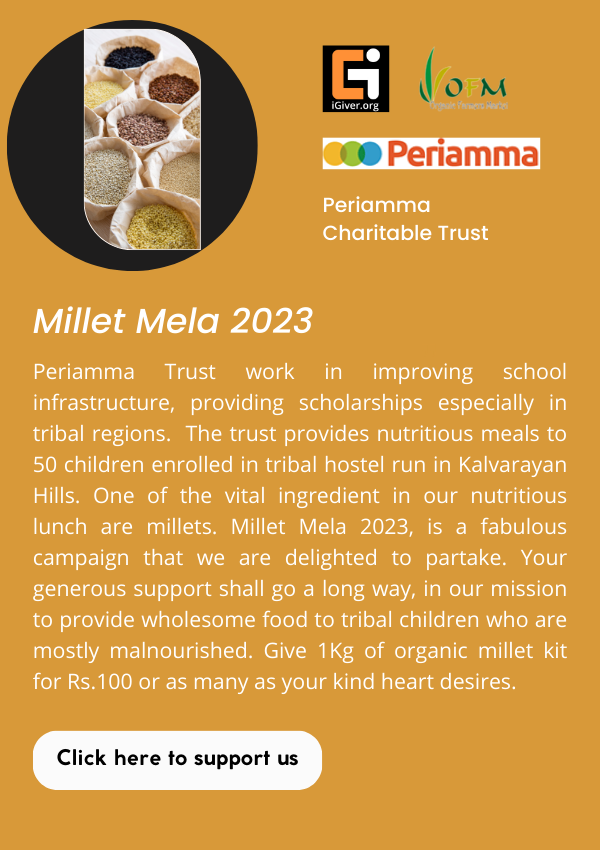 iGiver.org
OFM
Periamma
Periamma
Charitable Trust
Millet Mela 2023
Periamma Trust work in improving school
infrastructure, providing scholarships especially in
tribal regions. The trust provides nutritious meals to
50 children enrolled in tribal hostel run in Kalvarayan
Hills. One of the vital ingredient in our nutritious
lunch are millets. Millet Mela 2023, is a fabulous
campaign that we are delighted to partake. Your
generous support shall go a long way, in our mission
to provide wholesome food to tribal children who are
mostly malnourished. Give 1Kg of organic millet kit
for Rs.100 or as many as your kind heart desires.
Click here to support us